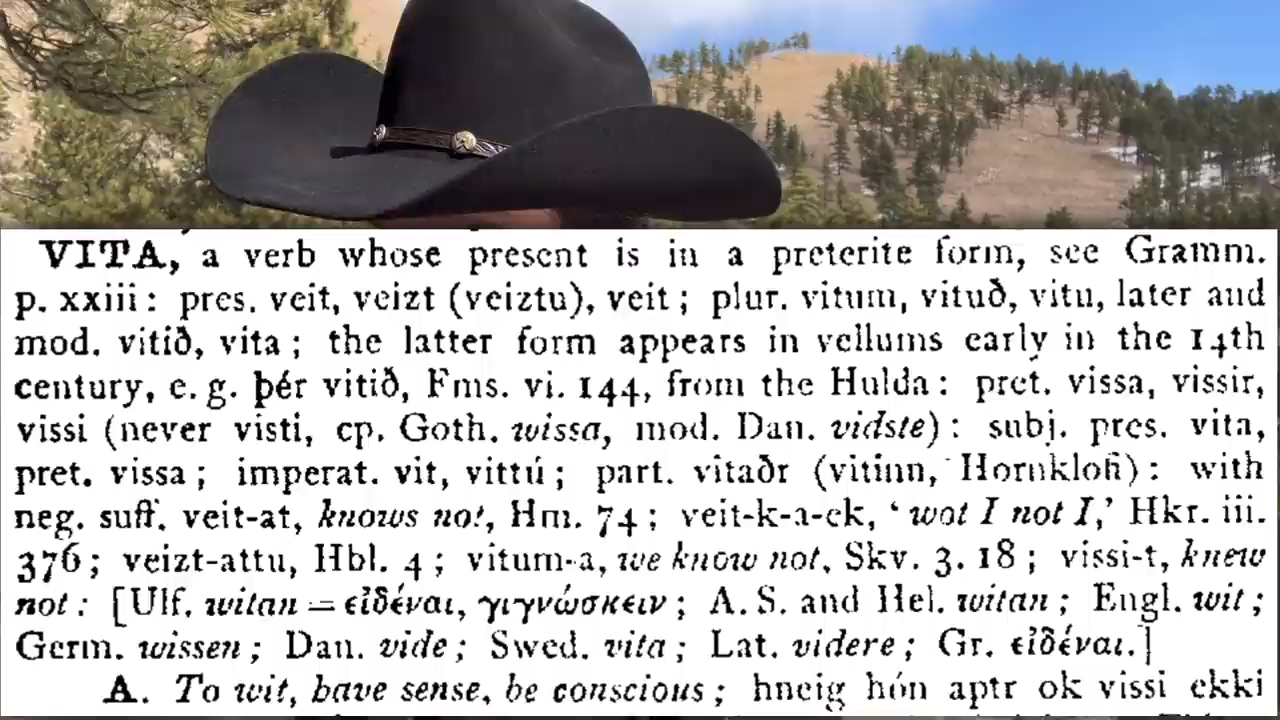 VITA, a verb whose present is in a preterite form, see Gramm.
p. xxiii: pres. veit, veizt (veiztu), veit; plur. vitum, vituð, vitu, later and
mod. vitið, vita; the latter form appears in vellums early in the 14th
century, e. g. þér vitið, Fms. vi. 144, from the Hulda: pret. vissa, vissir,
vissi (never visti, cp. Goth. wissa, mod. Dan. vidste): subj. pres. vita,
pret. vissa; imperat. vit, vittú; part. vitaðr (vitinn, Hornklofi): with
neg. suff. veit-at, knows not, Hm. 74; veit-k-a-ek, ‘wot I not I,’ Hkr. iii.
376; veizt-attu, Hbl. 4; vitum-a, we know not, Skv. 3. 18; vissi-t, knew
not: [Ulf. witan = εἰδέναι, γιγνώσκειν; A. S. and Hel. witan; Engl. wit;
Germ. wissen; Dan. vide; Swed. vita; Lat. videre; Gr. εἰδέναι.]
A. To wit, have sense, be conscious; hneig hón aptr ok vissi ekki